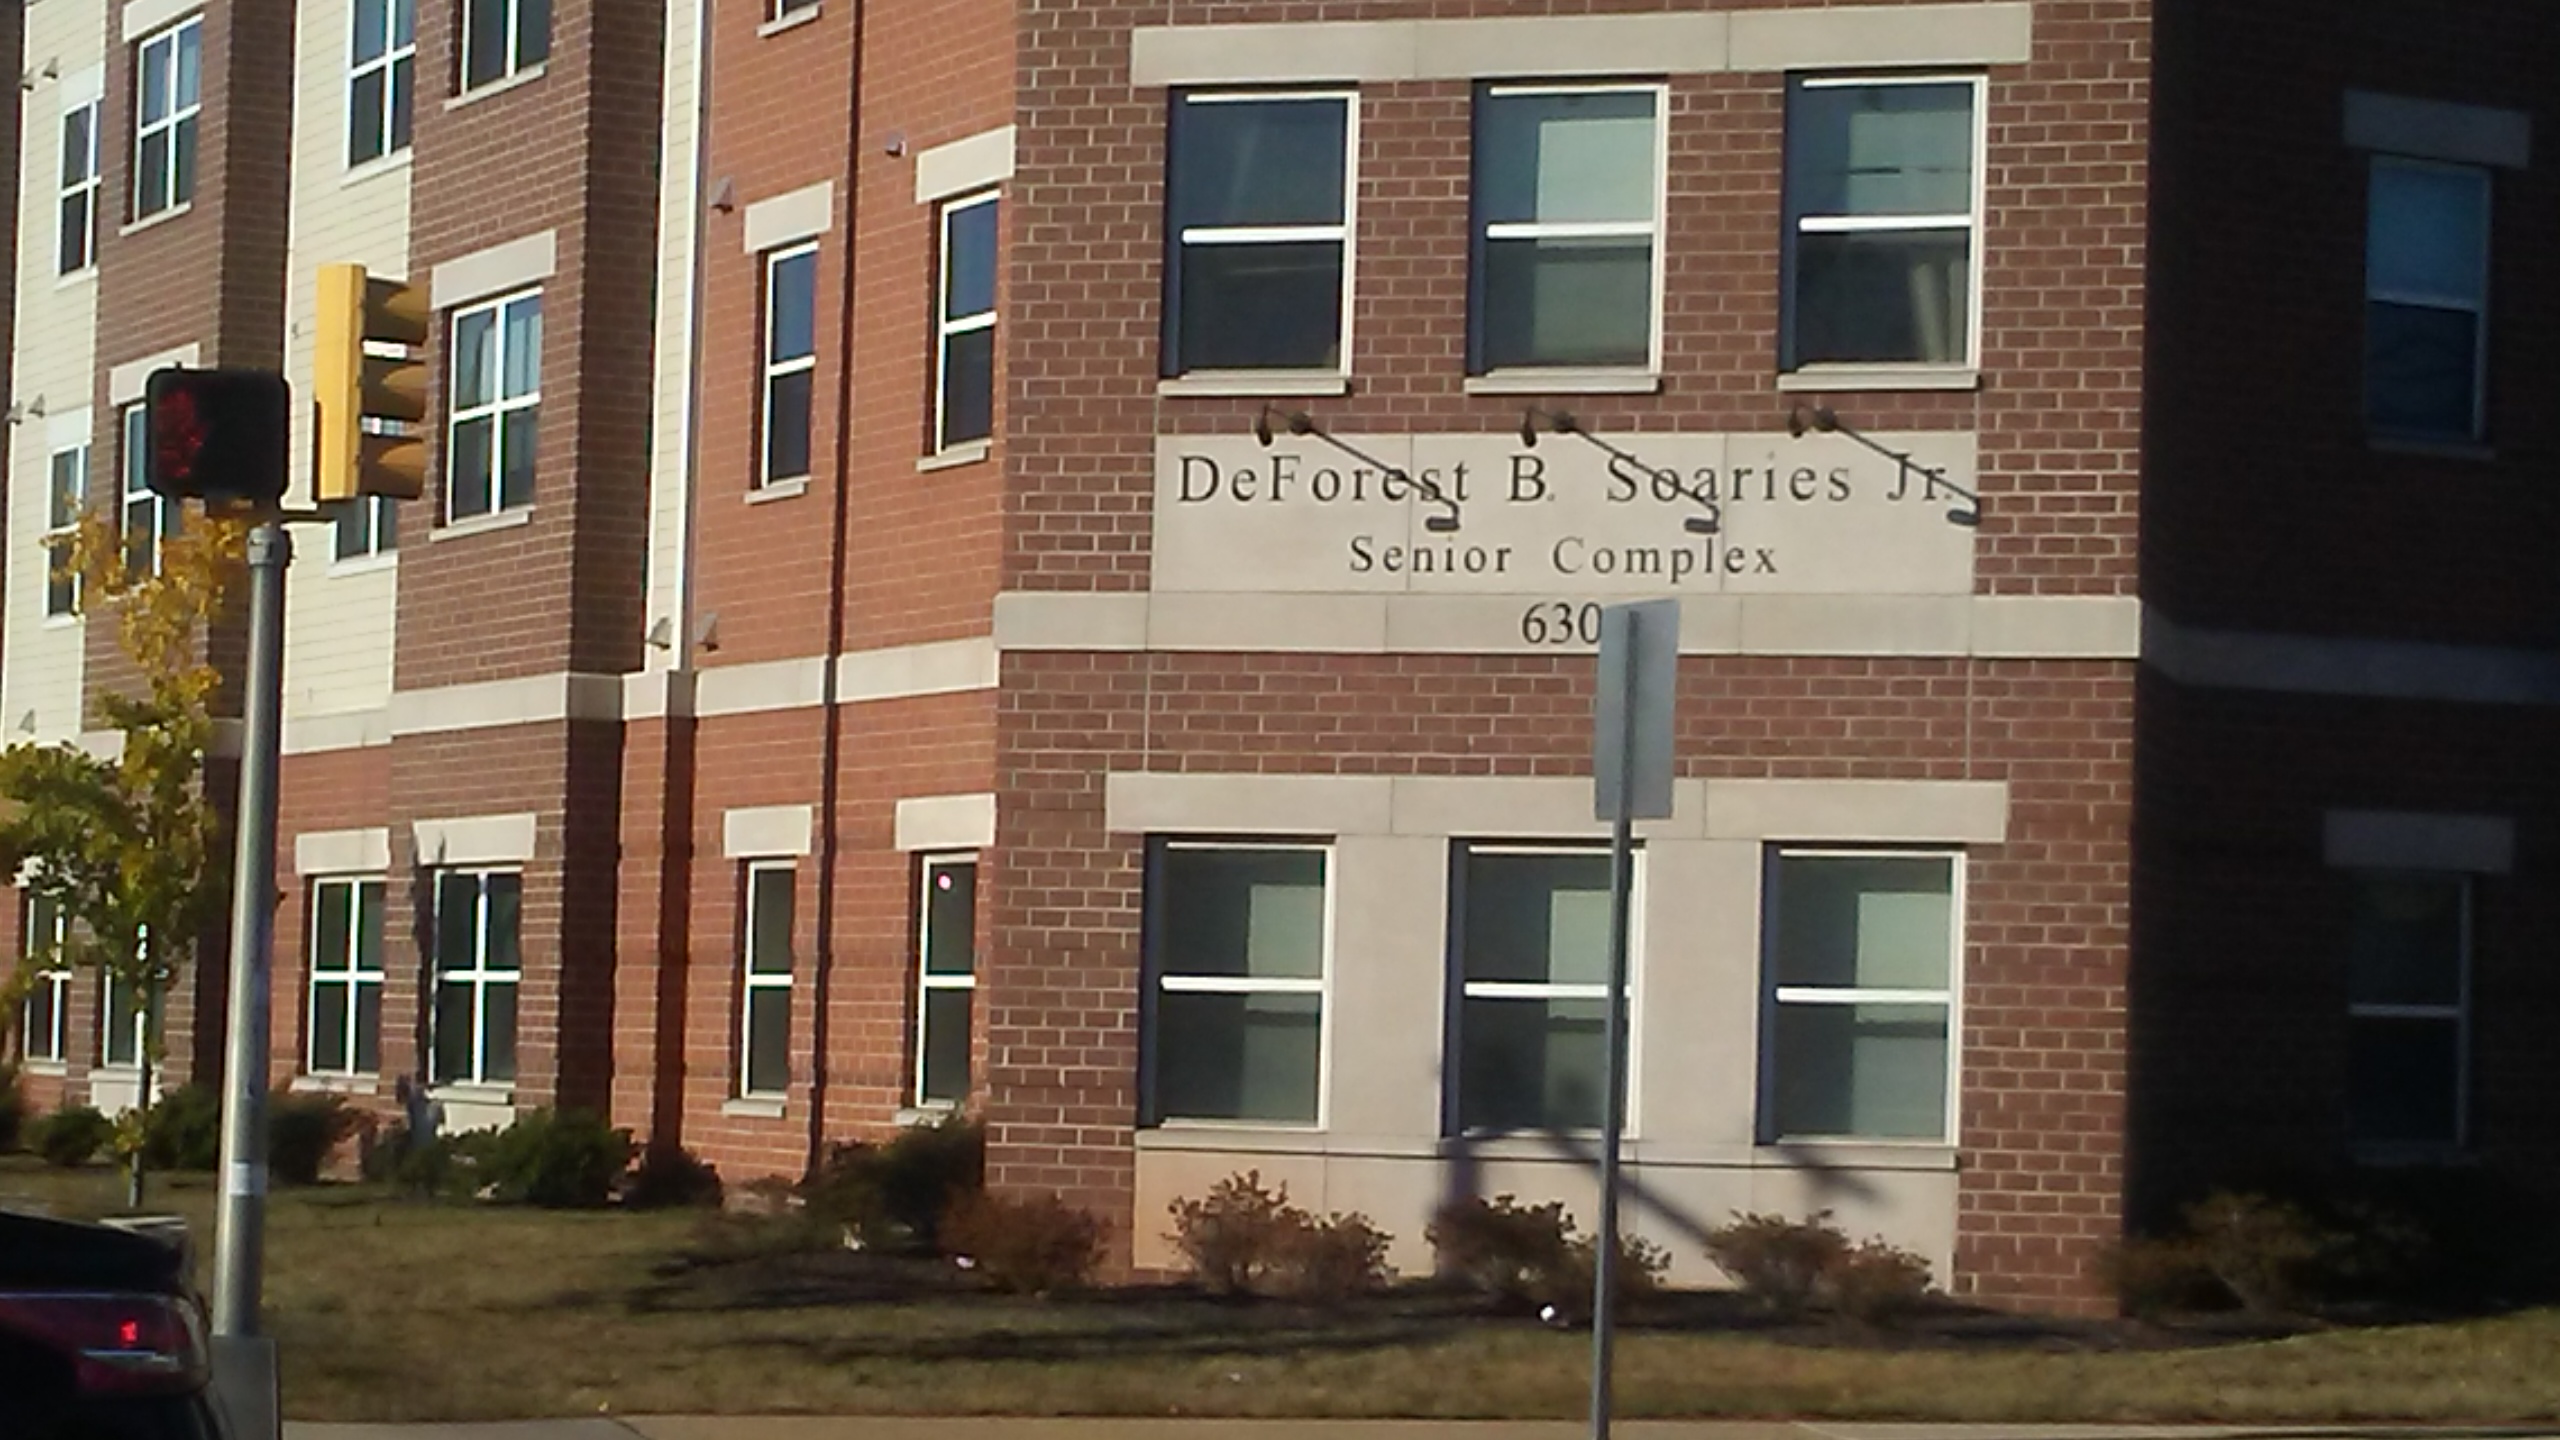 DeForest B. Soaries Jr.
Senior Complex
630